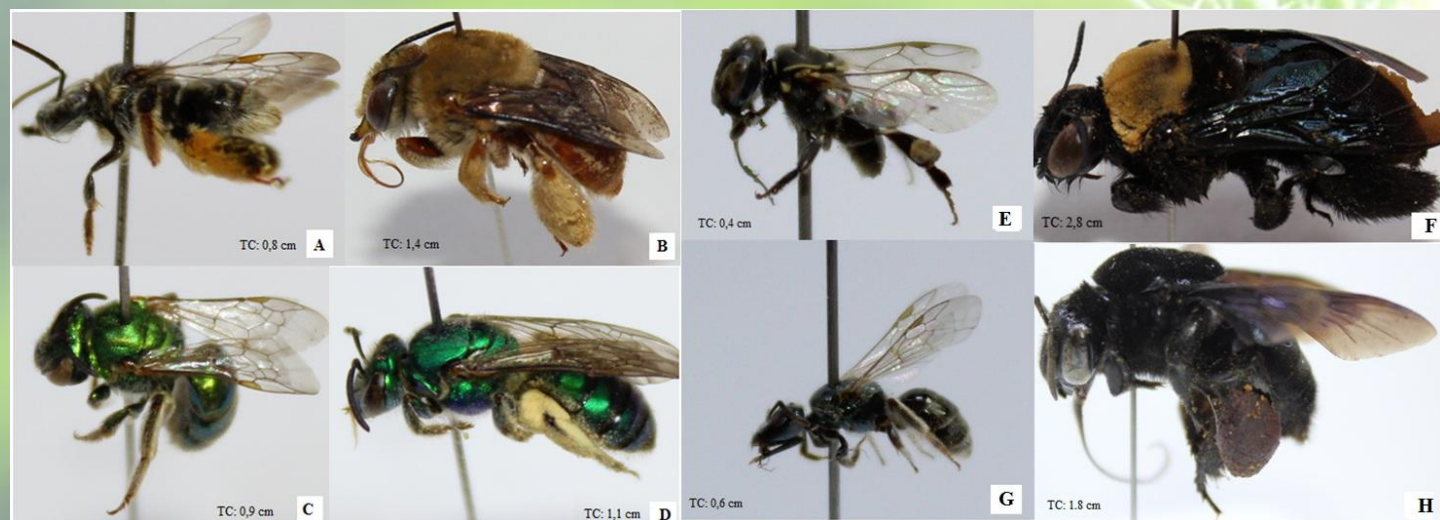 TC: 0,8 cm
A
TC: 1,4 cm
B
TC: 0,4 cm
E
TC: 2,8 cm
F
TC: 0,9 cm
C
TC: 1,1 cm
D
TC: 0,6 cm
G
TC: 1.8 cm
H